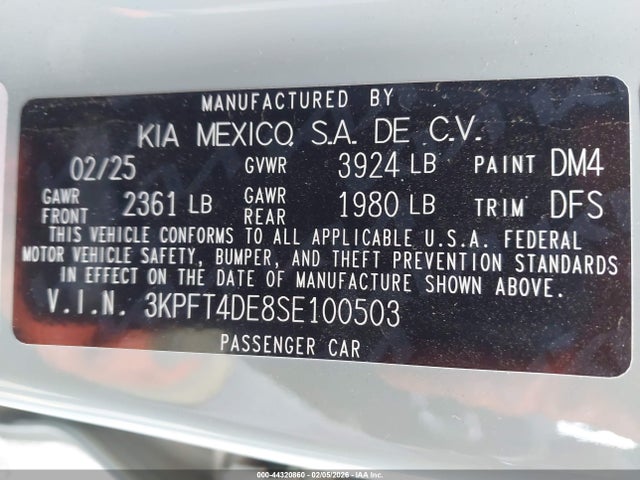 MANUFACTURED BY
KIA MEXICO, S.A. DE C.V.
02/25 GVWR 3924 LB PAINT DM4
GAWR FRONT 2361 LB GAWR REAR 1980 LB TRIM DFS
THIS VEHICLE CONFORMS TO ALL APPLICABLE U.S.A. FEDERAL
MOTOR VEHICLE SAFETY, BUMPER, AND THEFT PREVENTION STANDARDS
IN EFFECT ON THE DATE OF MANUFACTURE SHOWN ABOVE.
V.I.N. 3KPFT4DE8SE100503
PASSENGER CAR
000-44320860 - 02/05/2026 - IAAI, Inc.